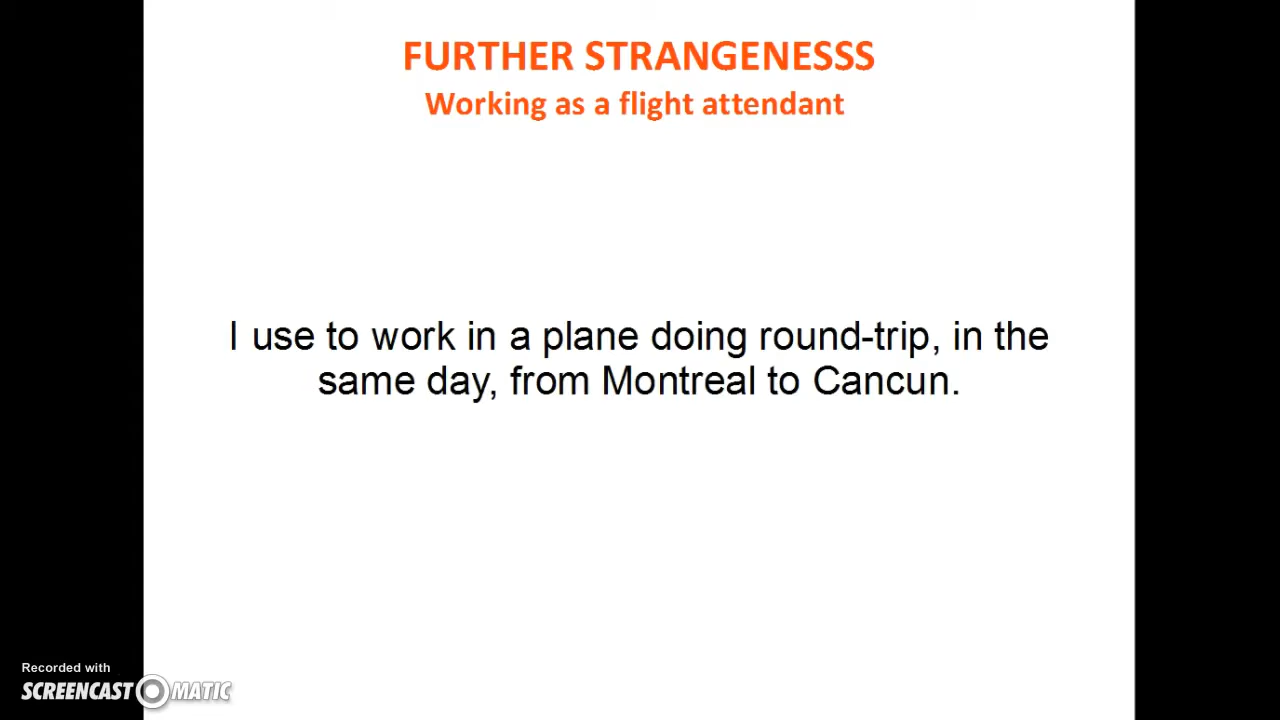 FURTHER STRANGENESSS
Working as a flight attendant
I use to work in a plane doing round-trip, in the
same day, from Montreal to Cancun.
Recorded with
SCREENCAST MATIC